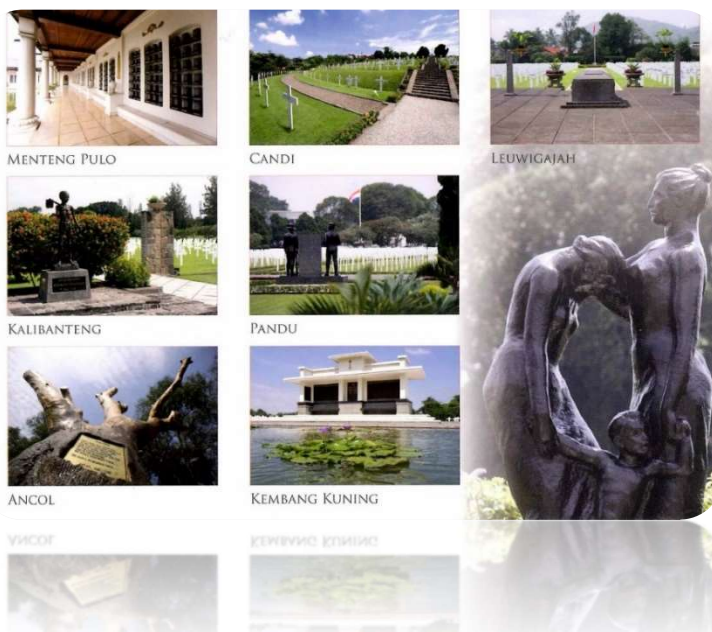 MENTENG PULO
CANDI
LEUWIGAJAH
KALIBANTENG
PANDU
ANCOL
KEMBANG KUNING